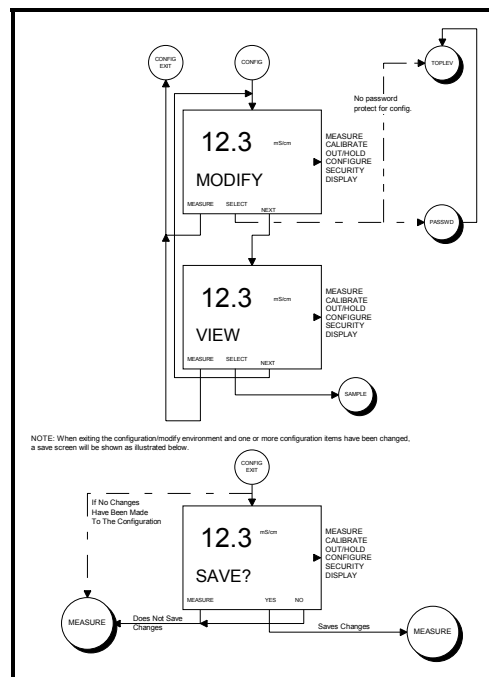 CONFIG
EXIT
CONFIG
TOPLEV
No password
protect for config.
12.3 mS/cm
MODIFY
MEASURE SELECT NEXT
MEASURE
CALIBRATE
OUT/HOLD
CONFIGURE
SECURITY
DISPLAY
PASSWD
12.3 mS/cm
VIEW
MEASURE SELECT NEXT
MEASURE
CALIBRATE
OUT/HOLD
CONFIGURE
SECURITY
DISPLAY
SAMPLE
NOTE: When exiting the configuration/modify environment and one or more configuration items have been changed,
a save screen will be shown as illustrated below.
CONFIG
EXIT
If No Changes
Have Been Made
To The Configuration
12.3 mS/cm
SAVE?
MEASURE YES NO
MEASURE
CALIBRATE
OUT/HOLD
CONFIGURE
SECURITY
DISPLAY
MEASURE
Does Not Save
Changes
Saves Changes
MEASURE